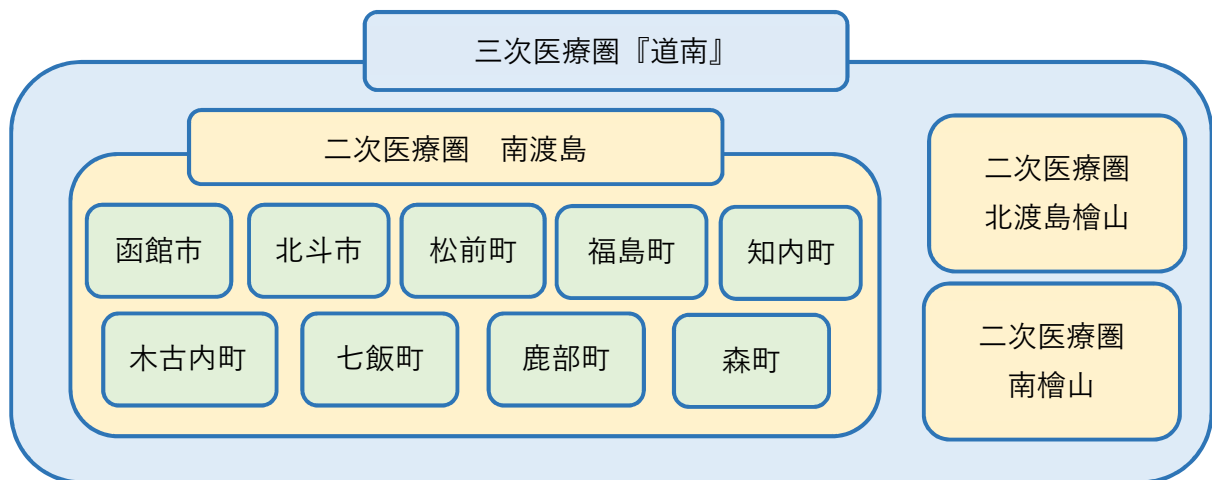 三次医療圏『道南』
二次医療圏　南渡島
函館市
北斗市
松前町
福島町
知内町
木古内町
七飯町
鹿部町
森町
二次医療圏
北渡島檜山
二次医療圏
南檜山